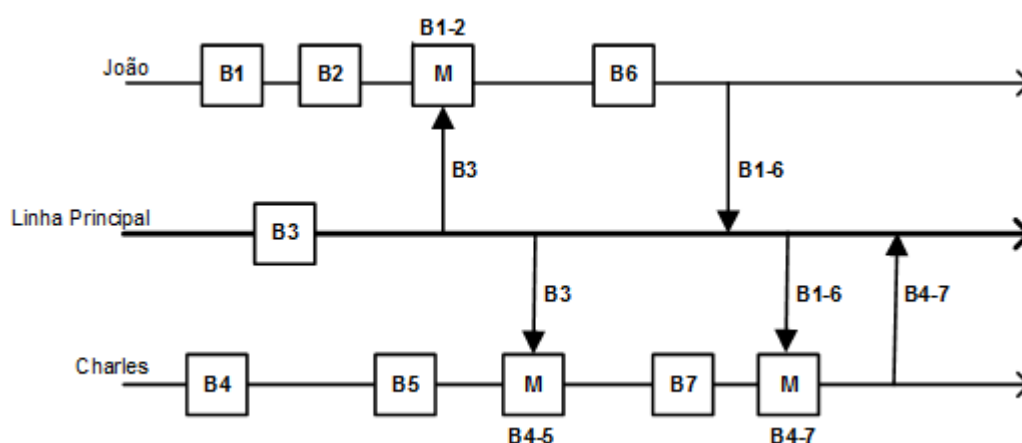 B1-2
João B1 B2 M B6
B3 B1-6
Linha Principal B3
B3 B1-6 B4-7
Charles B4 B5 M B7 M
B4-5 B4-7